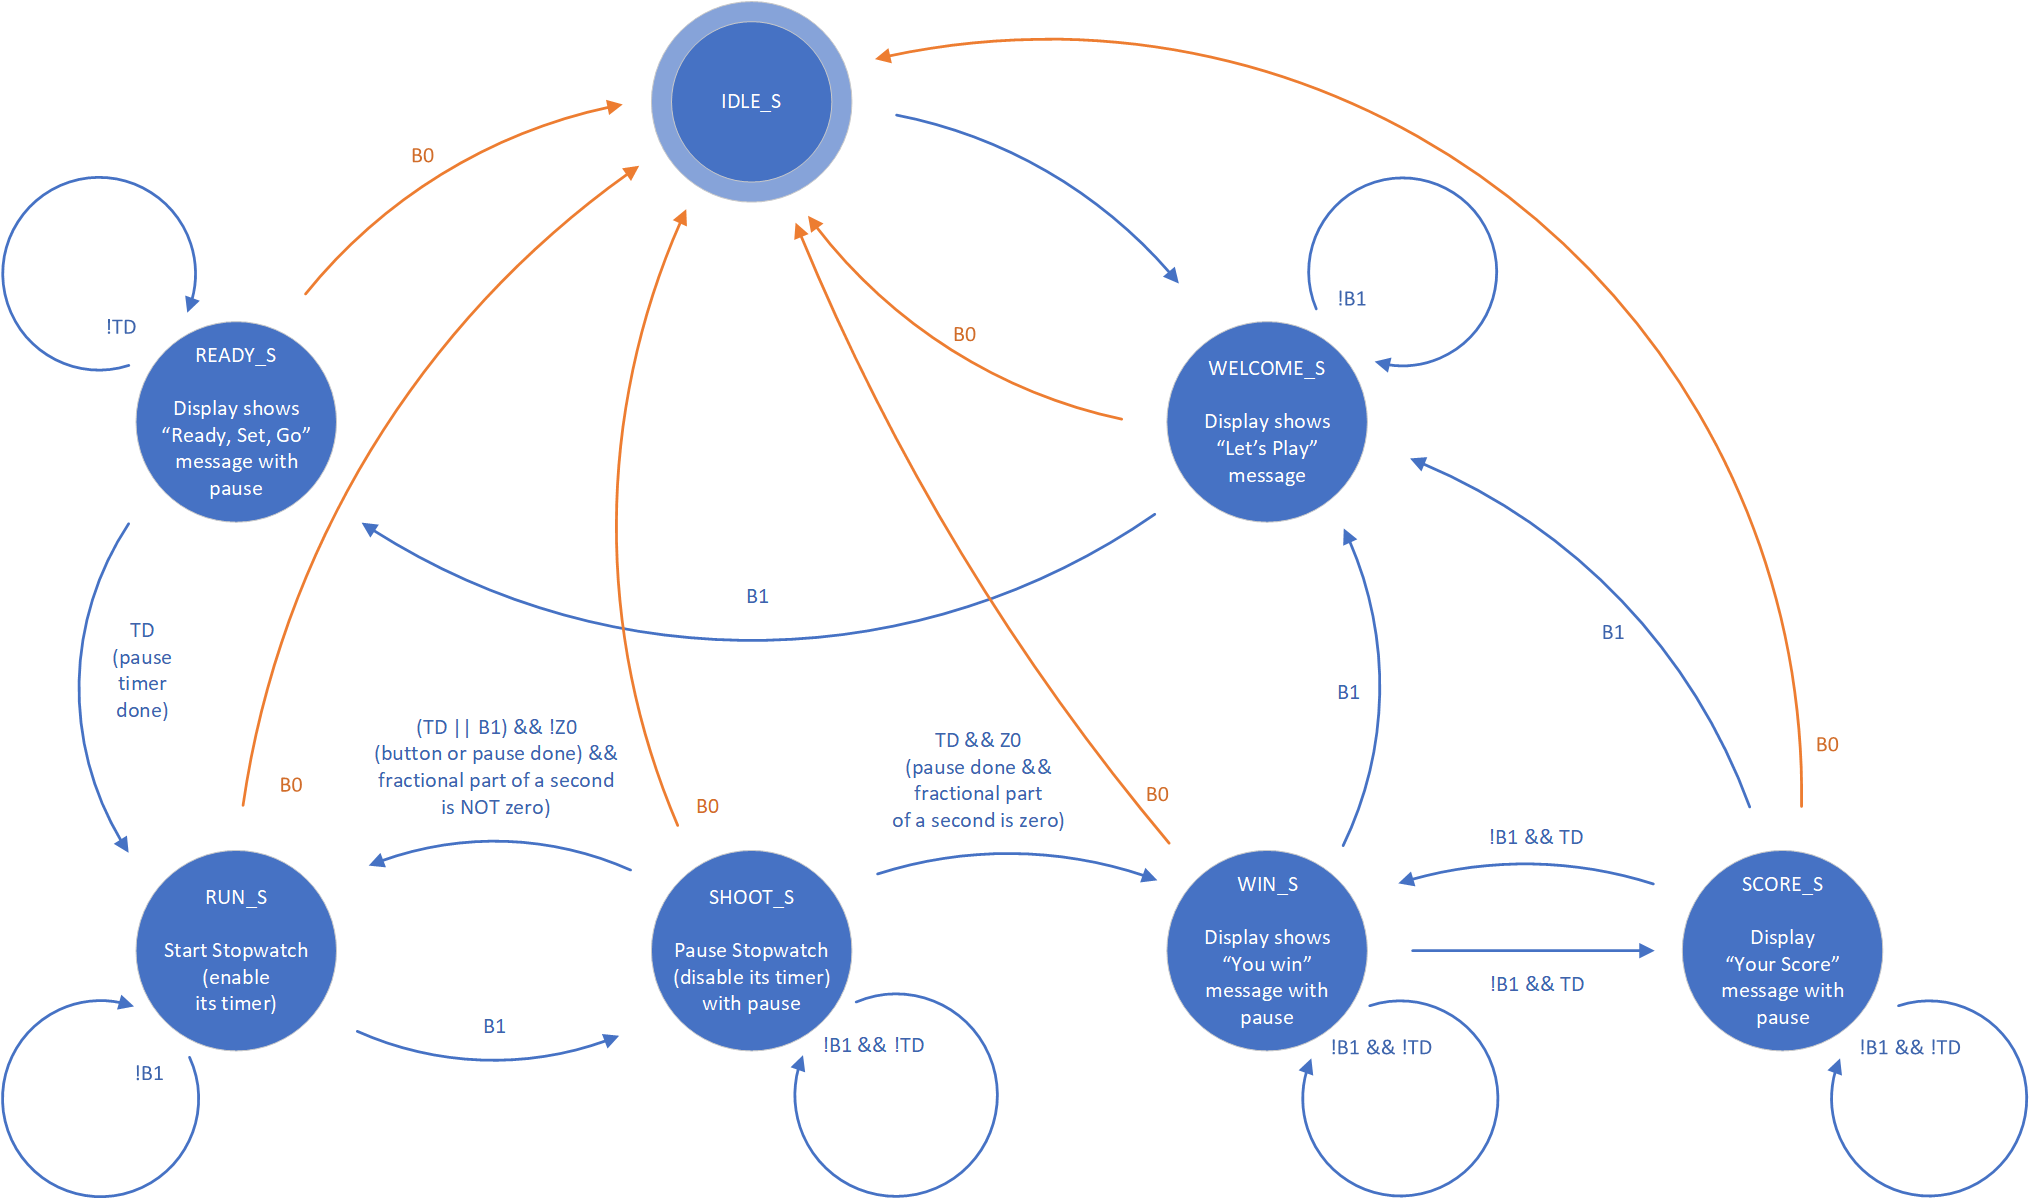 IDLE_S
B0
!TD
READY_S
Display shows
“Ready, Set, Go”
message with
pause
B0
!B1
WELCOME_S
Display shows
“Let’s Play”
message
B1
B1
TD
(pause
timer
done)
B0
(TD || B1) && !Z0
(button or pause done) &&
fractional part of a second
is NOT zero)
B0
TD && Z0
(pause done &&
fractional part
of a second is zero)
B0
B1
B0
!B1 && TD
RUN_S
Start Stopwatch
(enable
its timer)
!B1
B1
SHOOT_S
Pause Stopwatch
(disable its timer)
with pause
!B1 && !TD
WIN_S
Display shows
“You win”
message with
pause
!B1 && !TD
!B1 && TD
SCORE_S
Display
“Your Score”
message with
pause
!B1 && !TD